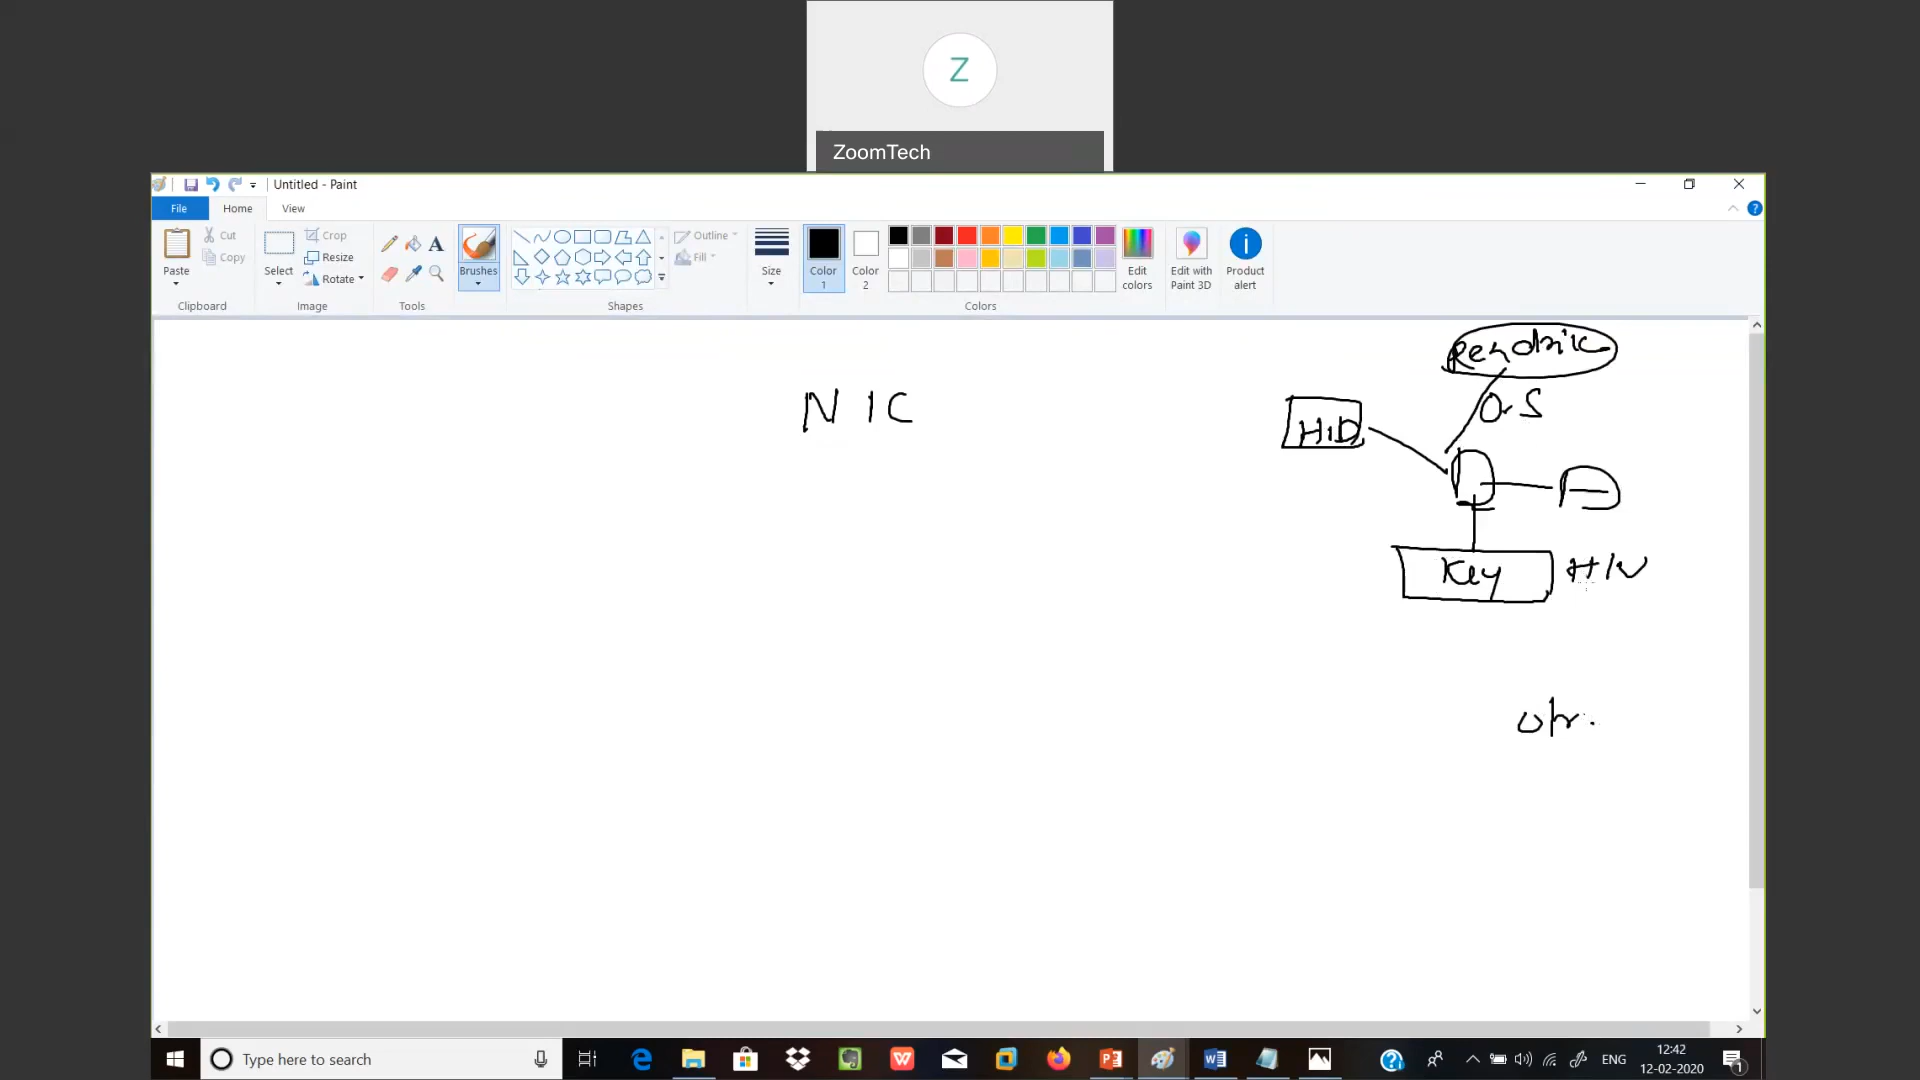 Z
ZoomTech
Untitled - Paint
File Home View
Paste
Cut
Copy
Clipboard
Select
Crop
Resize
Rotate
Image
A
Tools
Brushes
Outline
Fill
Shapes
Size
Color 1
Color 2
Edit colors
Colors
Edit with Paint 3D
Product alert
NIC
O.S
Key
Type here to search
ENG
12:42
12-02-2020
1